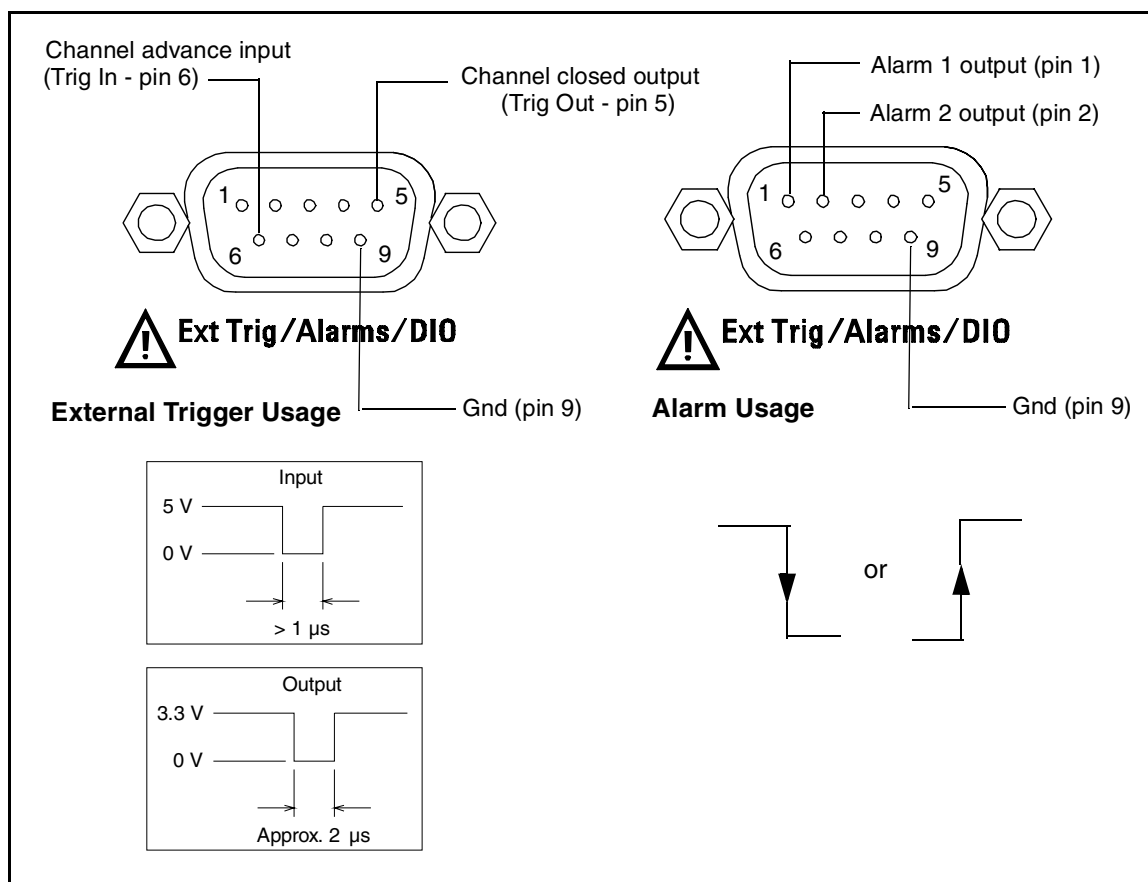 Channel advance input
(Trig In - pin 6)
Channel closed output
(Trig Out - pin 5)
1
5
6
9
Ext Trig/Alarms/DIO
External Trigger Usage
Gnd (pin 9)
Input
5 V
0 V
> 1 µs
Output
3.3 V
0 V
Approx. 2 µs
Alarm 1 output (pin 1)
Alarm 2 output (pin 2)
1
5
6
9
Ext Trig/Alarms/DIO
Alarm Usage
Gnd (pin 9)
or